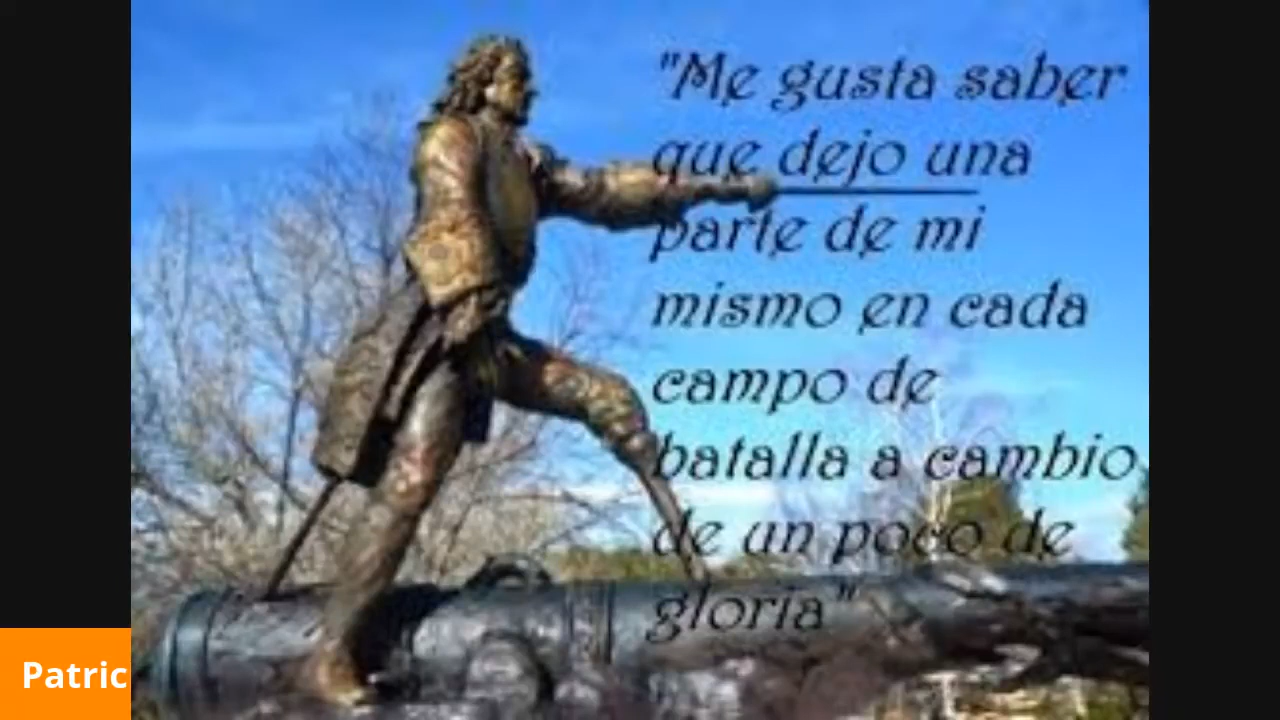 "Me gusta saber
que dejo una
parte de mi
mismo en cada
campo de
batalla a cambio
de un poco de
gloria"
Patric